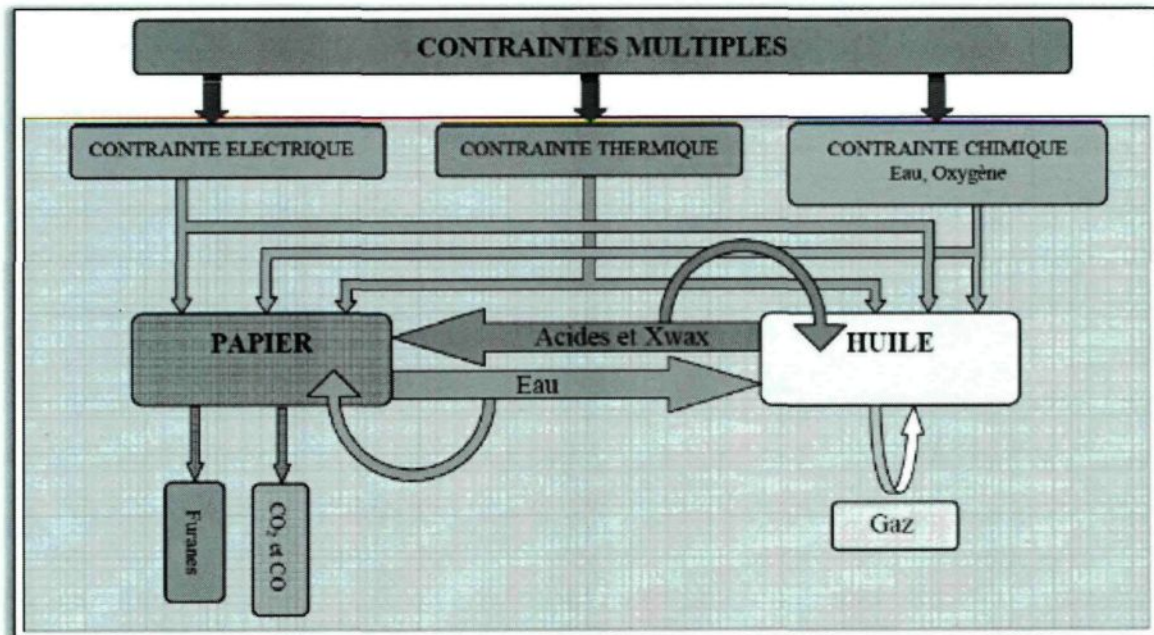 CONTRAINTES MULTIPLES
CONTRAINTE ELECTRIQUE
CONTRAINTE THERMIQUE
CONTRAINTE CHIMIQUE
Eau, Oxygène
PAPIER
Acides et Xwax
HUILE
Eau
Furanes
CO₂ et CO
Gaz